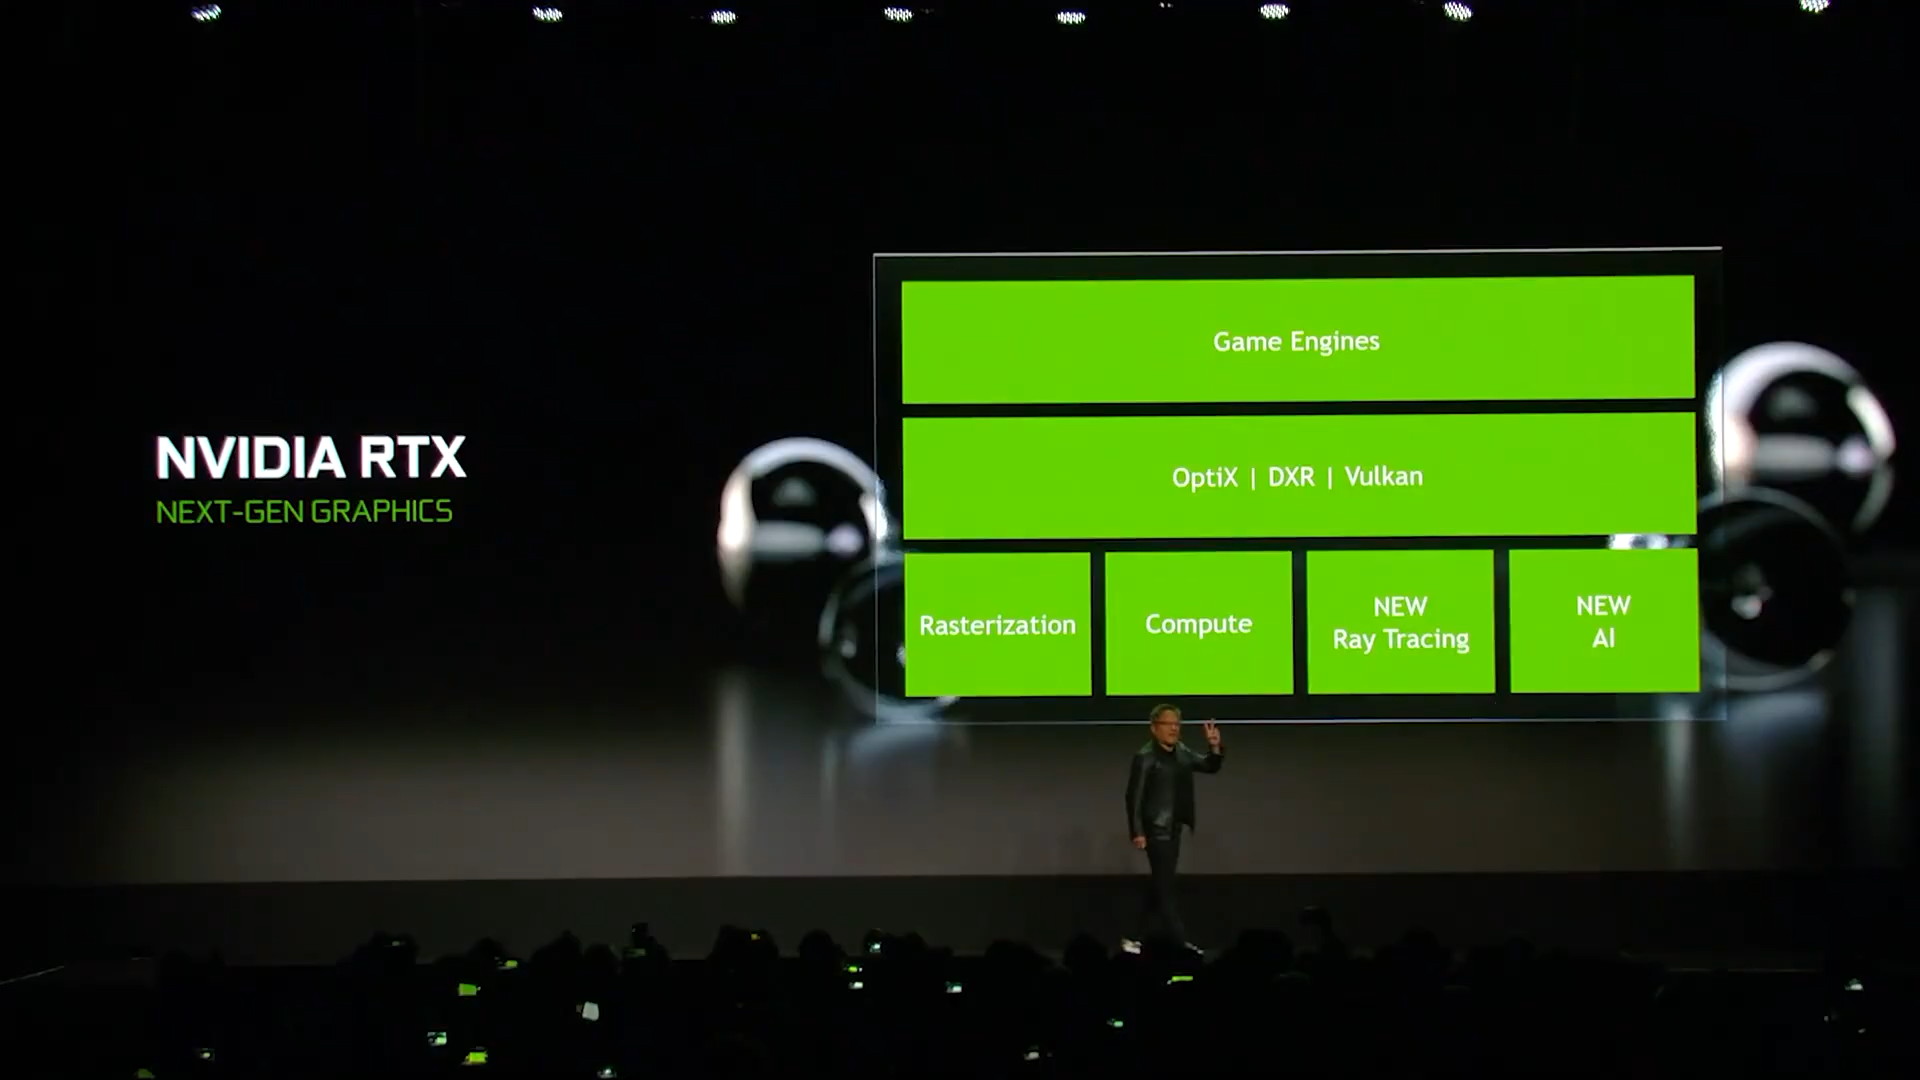 NVIDIA RTX
NEXT-GEN GRAPHICS
Game Engines
OptiX | DXR | Vulkan
Rasterization
Compute
NEW
Ray Tracing
NEW
AI